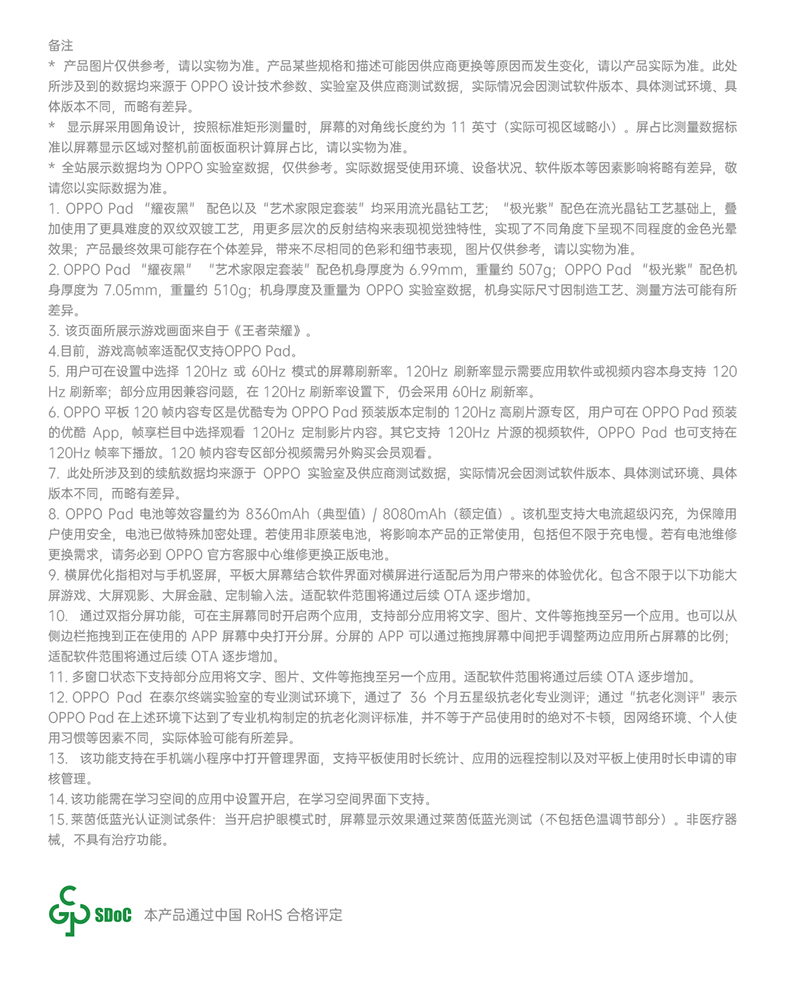 备注
* 产品图片仅供参考，请以实物为准。产品某些规格和描述可能因供应商更换等原因而发生变化，请以产品实际为准。此处
所涉及到的数据均来源于 OPPO 设计技术参数、实验室及供应商测试数据，实际情况会因测试软件版本、具体测试环境、具
体版本不同，而略有差异。
* 显示屏采用圆角设计，按照标准矩形测量时，屏幕的对角线长度约为 11 英寸（实际可视区域略小）。屏占比测量数据标
准以屏幕显示区域对整机前面板面积计算屏占比，请以实物为准。
* 全站展示数据均为 OPPO 实验室数据，仅供参考。实际数据受使用环境、设备状况、软件版本等因素影响将略有差异，敬
请您以实际数据为准。
1. OPPO Pad “耀夜黑” 配色以及“艺术家限定套装”均采用流光晶钻工艺；“极光紫”配色在流光晶钻工艺基础上，叠
加使用了更具难度的双纹双镀工艺，用更多层次的反射结构来表现视觉独特性，实现了不同角度下呈现不同程度的金色光晕
效果；产品最终效果可能存在个体差异，带来不尽相同的色彩和细节表现，图片仅供参考，请以实物为准。
2. OPPO Pad “耀夜黑” “艺术家限定套装”配色机身厚度为 6.99mm，重量约 507g；OPPO Pad “极光紫”配色机
身厚度为 7.05mm，重量约 510g；机身厚度及重量为 OPPO 实验室数据，机身实际尺寸因制造工艺、测量方法可能有所
差异。
3. 该页面所展示游戏画面来自于《王者荣耀》。
4.目前，游戏高帧率适配仅支持OPPO Pad。
5. 用户可在设置中选择 120Hz 或 60Hz 模式的屏幕刷新率。120Hz 刷新率显示需要应用软件或视频内容本身支持 120
Hz 刷新率；部分应用因兼容问题，在 120Hz 刷新率设置下，仍会采用 60Hz 刷新率。
6. OPPO 平板 120 帧内容专区是优酷专为 OPPO Pad 预装版本定制的 120Hz 高刷片源专区，用户可在 OPPO Pad 预装
的优酷 App，帧享栏目中选择观看 120Hz 定制影片内容。其它支持 120Hz 片源的视频软件，OPPO Pad 也可支持在
120Hz 帧率下播放。120 帧内容专区部分视频需另外购买会员观看。
7. 此处所涉及到的续航数据均来源于 OPPO 实验室及供应商测试数据，实际情况会因测试软件版本、具体测试环境、具体
版本不同，而略有差异。
8. OPPO Pad 电池等效容量约为 8360mAh（典型值）/ 8080mAh（额定值）。该机型支持大电流超级闪充，为保障用
户使用安全，电池已做特殊加密处理。若使用非原装电池，将影响本产品的正常使用，包括但不限于充电慢。若有电池维修
更换需求，请务必到 OPPO 官方客服中心维修更换正版电池。
9. 横屏优化指相对与手机竖屏，平板大屏幕结合软件界面对横屏进行适配后为用户带来的体验优化。包含不限于以下功能大
屏游戏、大屏观影、大屏金融、定制输入法。适配软件范围将通过后续 OTA 逐步增加。
10. 通过双指分屏功能，可在主屏幕同时开启两个应用，支持部分应用将文字、图片、文件等拖拽至另一个应用。也可以从
侧边栏拖拽到正在使用的 APP 屏幕中央打开分屏。分屏的 APP 可以通过拖拽屏幕中间把手调整两边应用所占屏幕的比例；
适配软件范围将通过后续 OTA 逐步增加。
11. 多窗口状态下支持部分应用将文字、图片、文件等拖拽至另一个应用。适配软件范围将通过后续 OTA 逐步增加。
12. OPPO Pad 在泰尔终端实验室的专业测试环境下，通过了 36 个月五星级抗老化专业测评；通过“抗老化测评”表示
OPPO Pad 在上述环境下达到了专业机构制定的抗老化测评标准，并不等于产品使用时的绝对不卡顿，因网络环境、个人使
用习惯等因素不同，实际体验可能有所差异。
13. 该功能支持在手机端小程序中打开管理界面，支持平板使用时长统计、应用的远程控制以及对平板上使用时长申请的审
核管理。
14. 该功能需在学习空间的应用中设置开启，在学习空间界面下支持。
15. 莱茵低蓝光认证测试条件：当开启护眼模式时，屏幕显示效果通过莱茵低蓝光测试（不包括色温调节部分）。非医疗器
械，不具有治疗功能。
CGP SDoC 本产品通过中国 RoHS 合格评定